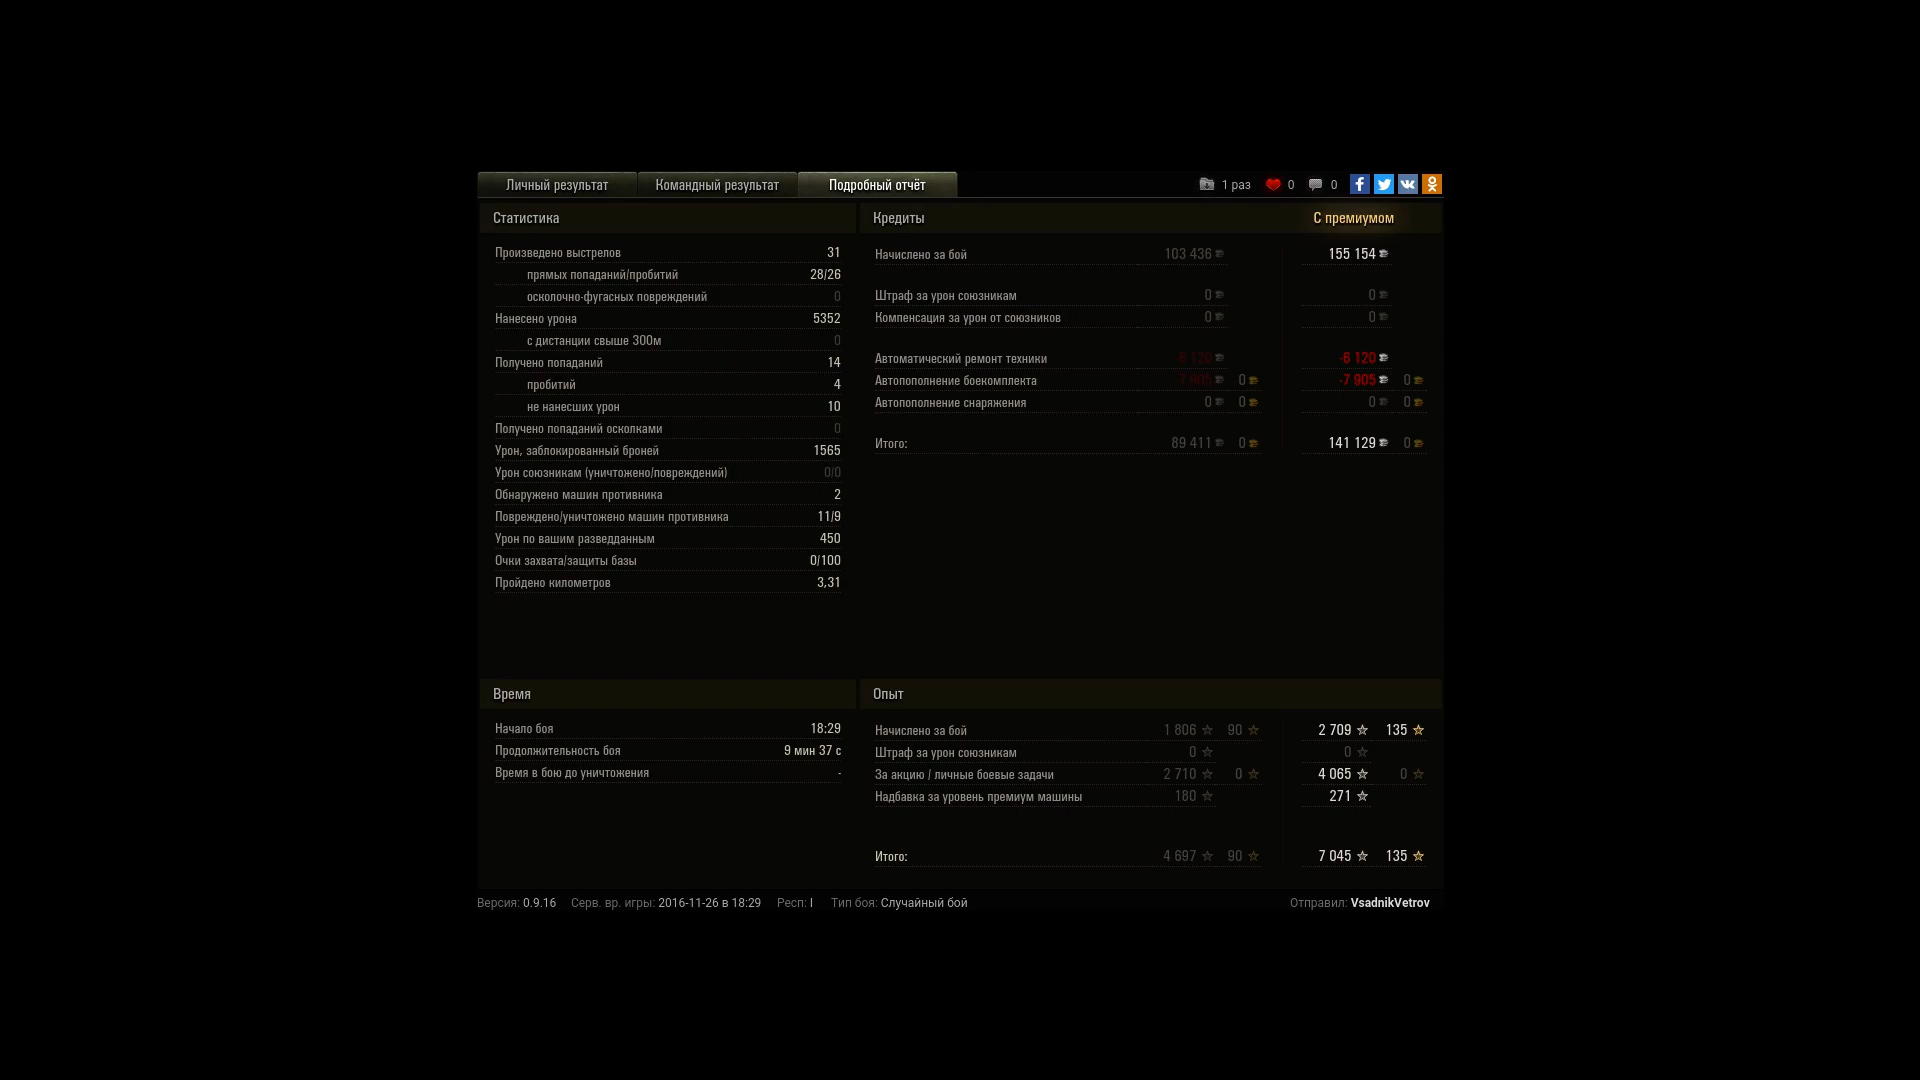 Личный результат Командный результат Подробный отчёт 1 раз 0 0
Статистика
Произведено выстрелов 31
прямых попаданий/пробитий 28/26
осколочно-фугасных повреждений 0
Нанесено урона 5352
с дистанции свыше 300м 0
Получено попаданий 14
пробитий 4
не нанесших урон 10
Получено попаданий осколками 0
Урон, заблокированный броней 1565
Урон союзникам (уничтожено/повреждений) 0/0
Обнаружено машин противника 2
Повреждено/уничтожено машин противника 11/9
Урон по вашим разведданным 450
Очки захвата/защиты базы 0/100
Пройдено километров 3,31
Кредиты С премиумом
Начислено за бой 103 436 155 154
Штраф за урон союзникам 0 0
Компенсация за урон от союзников 0 0
Автоматический ремонт техники -6 120 -6 120
Автопополнение боекомплекта -7 905 0 -7 905 0
Автопополнение снаряжения 0 0 0 0
Итого: 89 411 0 141 129 0
Время
Начало боя 18:29
Продолжительность боя 9 мин 37 с
Время в бою до уничтожения -
Опыт
Начислено за бой 1 806 90 2 709 135
Штраф за урон союзникам 0 0
За акцию / личные боевые задачи 2 710 0 4 065 0
Надбавка за уровень премиум машины 180 271
Итого: 4 697 90 7 045 135
Версия: 0.9.16 Серв. вр. игры: 2016-11-26 в 18:29 Респ: I Тип боя: Случайный бой Отправил: VsadnikVetrov